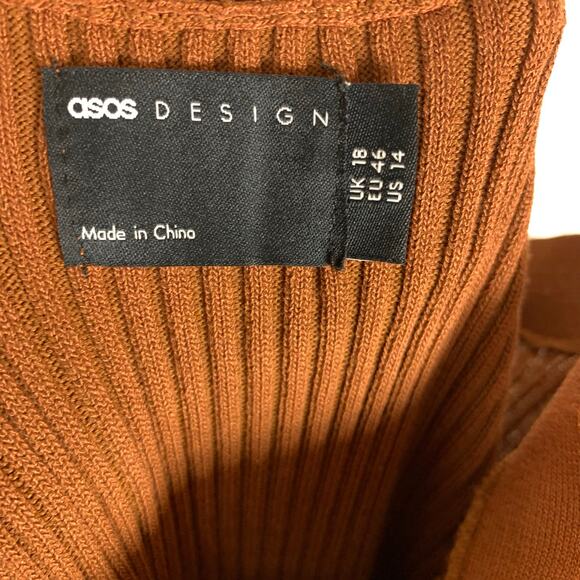 asos DESIGN
Made in China
UK 18
EU 46
US 14